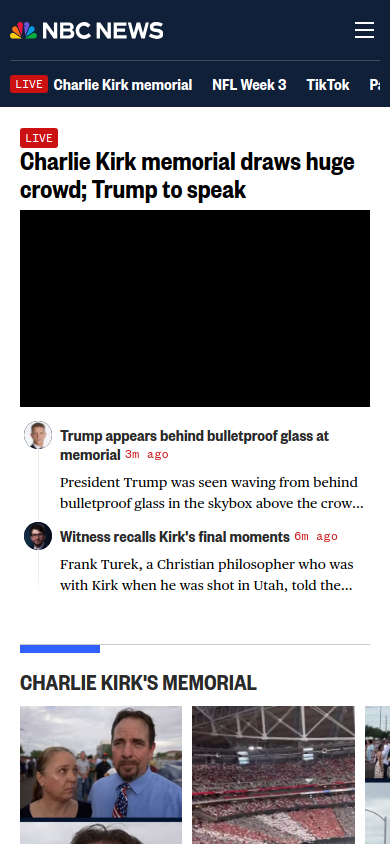 NBC NEWS
LIVE Charlie Kirk memorial NFL Week 3 TikTok
LIVE
Charlie Kirk memorial draws huge
crowd; Trump to speak
Trump appears behind bulletproof glass at
memorial 3m ago
President Trump was seen waving from behind
bulletproof glass in the skybox above the crow...
Witness recalls Kirk's final moments 6m ago
Frank Turek, a Christian philosopher who was
with Kirk when he was shot in Utah, told the...
CHARLIE KIRK'S MEMORIAL